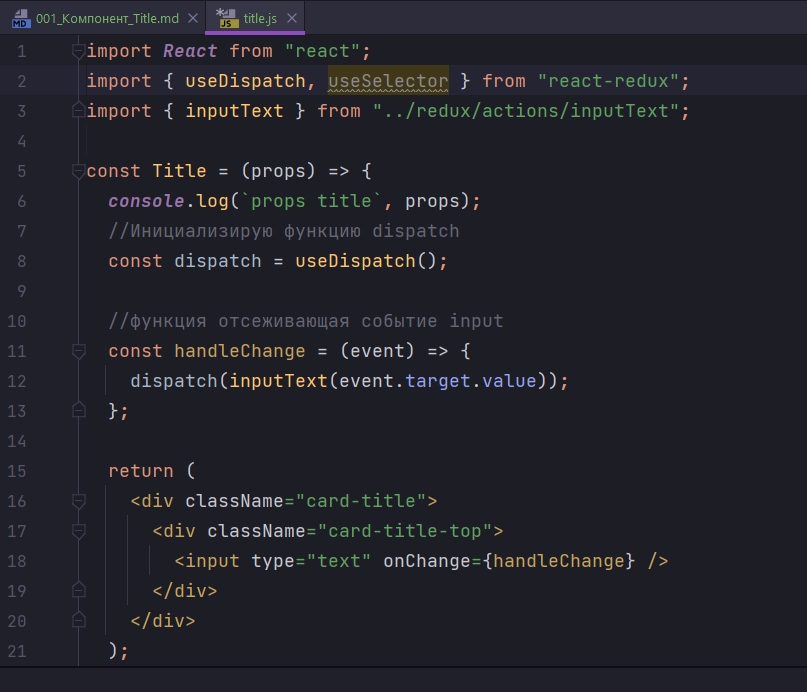 MD 001_Компонент_Title.md × JS title.js ×
1 import React from "react";
2 import { useDispatch, useSelector } from "react-redux";
3 import { inputText } from "../redux/actions/inputText";
4
5 const Title = (props) => {
6 console.log(`props title`, props);
7 //Инициализирую функцию dispatch
8 const dispatch = useDispatch();
9
10 //функция отсеживающая событие input
11 const handleChange = (event) => {
12 dispatch(inputText(event.target.value));
13 };
14
15 return (
16 <div className="card-title">
17 <div className="card-title-top">
18 <input type="text" onChange={handleChange} />
19 </div>
20 </div>
21 );